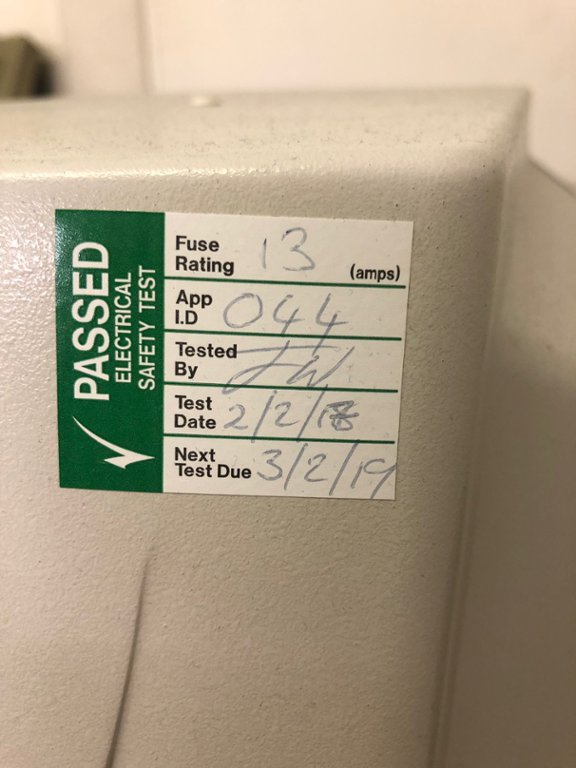 PASSED
ELECTRICAL
SAFETY TEST
Fuse
Rating 13 (amps)
App
I.D 044
Tested
By JW
Test
Date 2/2/18
Next
Test Due 3/2/19